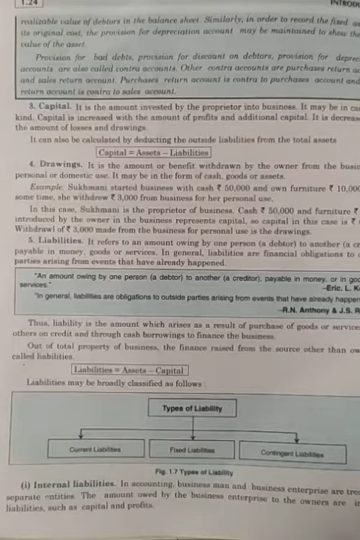 1.24 INTRODU
realizable value of debtors in the balance sheet. Similarly, in order to record the fixed as
its original cost, the provision for depreciation account may be maintained to show the
value of the asset.
Provision for bad debts, provision for discount on debtors, provision for deprec
accounts are also called contra accounts. Other contra accounts are purchases return ac
and sales return account. Purchases return account is contra to purchases account and
return account is contra to sales account.
3. Capital. It is the amount invested by the proprietor into business. It may be in cas
kind. Capital is increased with the amount of profits and additional capital. It is decreas
the amount of losses and drawings.
It can also be calculated by deducting the outside liabilities from the total assets
Capital = Assets – Liabilities
4. Drawings. It is the amount or benefit withdrawn by the owner from the busin
personal or domestic use. It may be in the form of cash, goods or assets.
Example. Sukhmani started business with cash ₹ 50,000 and own furniture ₹ 10,000
some time, she withdrew ₹ 3,000 from business for her personal use.
In this case, Sukhmani is the proprietor of business. Cash ₹ 50,000 and furniture ₹
introduced by the owner in the business represents capital, so capital in this case is ₹
Withdrawl of ₹ 3,000 made from the business for personal use is the drawings.
5. Liabilities. It refers to an amount owing by one person (a debtor) to another (a cr
payable in money, goods or services. In general, liabilities are financial obligations to o
parties arising from events that have already happened.
"An amount owing by one person (a debtor) to another (a creditor), payable in money, or in goo
services." –Eric. L. K
"In general, liabilities are obligations to outside parties arising from events that have already happen
–R.N. Anthony & J.S. R
Thus, liability is the amount which arises as a result of purchase of goods or service
others on credit and through cash borrowings to finance the business.
Out of total property of business, the finance raised from the source other than ow
called liabilities.
Liabilities = Assets – Capital
Liabilities may be broadly classified as follows :
Types of Liability
Current Liabilities Fixed Liabilities Contingent Liabilities
Fig. 1.7 Types of Liability
(i) Internal liabilities. In accounting, business man and business enterprise are trea
separate entities. The amount owed by the business enterprise to the owners are in
liabilities, such as capital and profits.